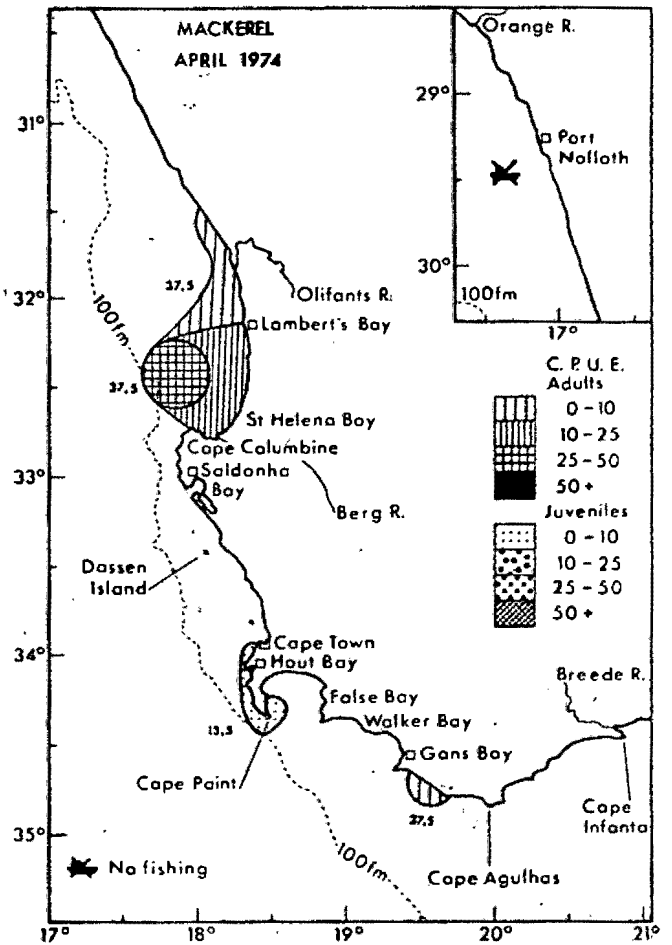 MACKEREL
APRIL 1974
Orange R.
29°
Port
Nolloth
30°
100fm
17°
31°
32°
33°
34°
35°
37,5
Olifants R.
100fm
Lambert's Bay
37,5
St Helena Bay
Cape Columbine
Saldanha
Bay
Berg R.
Dassen
Island
Cape Town
Hout Bay
False Bay
Walker Bay
Gans Bay
Breede R.
13,5
Cape Point
27,5
Cape
Infanta
Cape Agulhas
100fm
No fishing
C. P. U. E.
Adults
0-10
10-25
25-50
50+
Juveniles
0-10
10-25
25-50
50+
17°
18°
19°
20°
21°